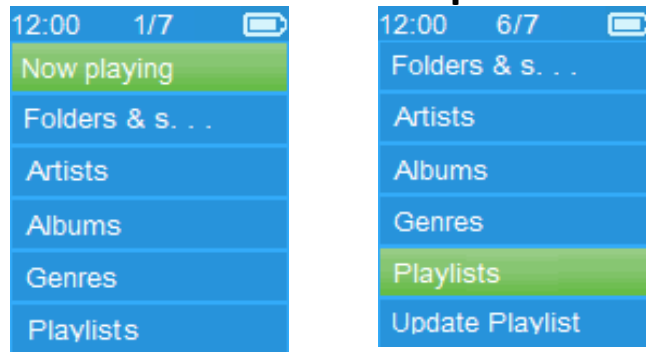 12:00 1/7
Now playing
Folders & s. . .
Artists
Albums
Genres
Playlists
12:00 6/7
Folders & s. . .
Artists
Albums
Genres
Playlists
Update Playlist